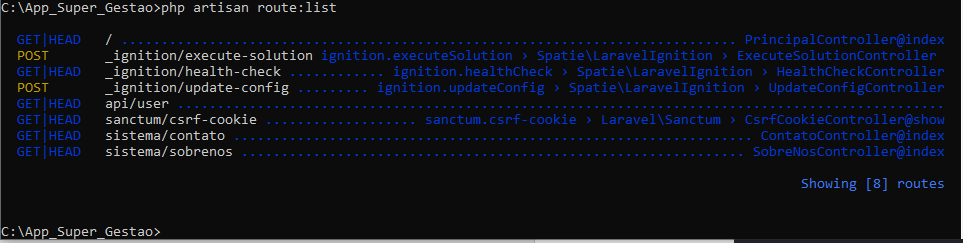 C:\App_Super_Gestao>php artisan route:list
GET|HEAD / ............................................................................. PrincipalController@index
POST _ignition/execute-solution ignition.executeSolution › Spatie\LaravelIgnition › ExecuteSolutionController
GET|HEAD _ignition/health-check ............ ignition.healthCheck › Spatie\LaravelIgnition › HealthCheckController
POST _ignition/update-config ......... ignition.updateConfig › Spatie\LaravelIgnition › UpdateConfigController
GET|HEAD api/user ................................................................................................
GET|HEAD sanctum/csrf-cookie ................... sanctum.csrf-cookie › Laravel\Sanctum › CsrfCookieController@show
GET|HEAD sistema/contato .................................................................. ContatoController@index
GET|HEAD sistema/sobrenos ............................................................... SobreNosController@index
Showing [8] routes
C:\App_Super_Gestao>